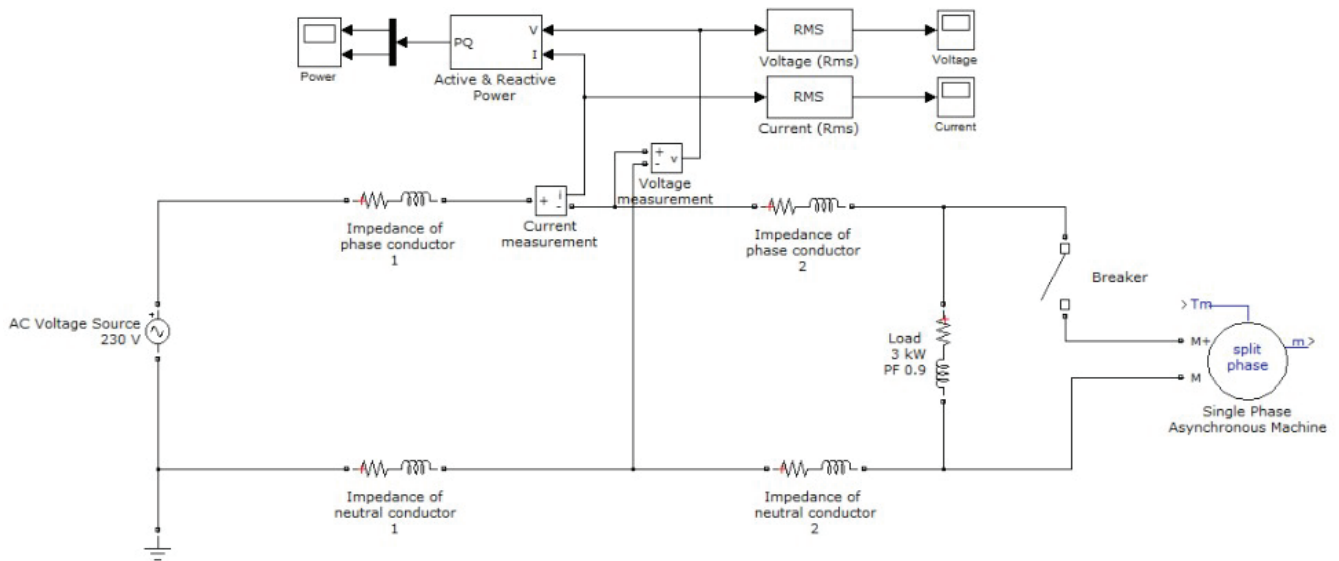 Power
PQ
V
I
Active & Reactive
Power
RMS
Voltage (Rms)
Voltage
RMS
Current (Rms)
Current
+
-
v
Voltage
measurement
+
i
-
Current
measurement
Impedance of
phase conductor
1
Impedance of
phase conductor
2
Breaker
AC Voltage Source
230 V
+
Load
3 kW
PF 0.9
>Tm
M+
M
split
phase
m>
Single Phase
Asynchronous Machine
Impedance of
neutral conductor
1
Impedance of
neutral conductor
2